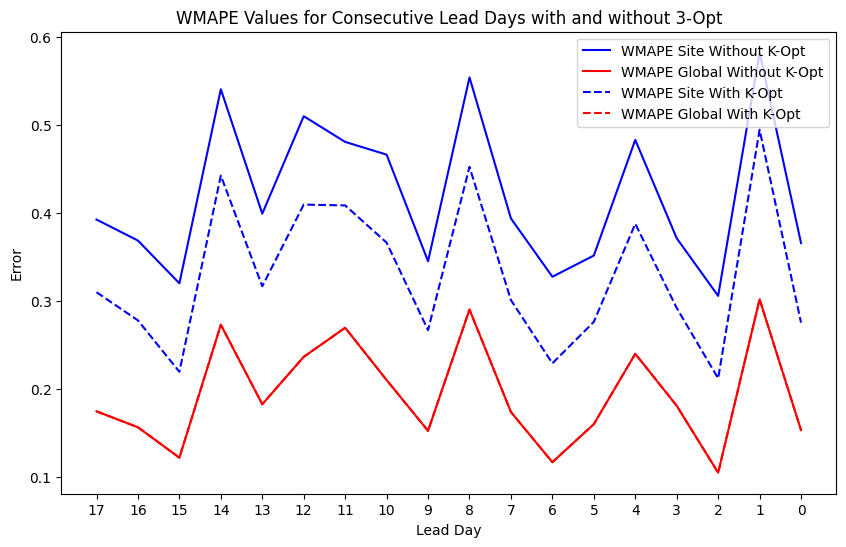 WMAPE Values for Consecutive Lead Days with and without 3-Opt
WMAPE Site Without K-Opt
WMAPE Global Without K-Opt
WMAPE Site With K-Opt
WMAPE Global With K-Opt
0.6
0.5
0.4
0.3
0.2
0.1
Error
17 16 15 14 13 12 11 10 9 8 7 6 5 4 3 2 1 0
Lead Day